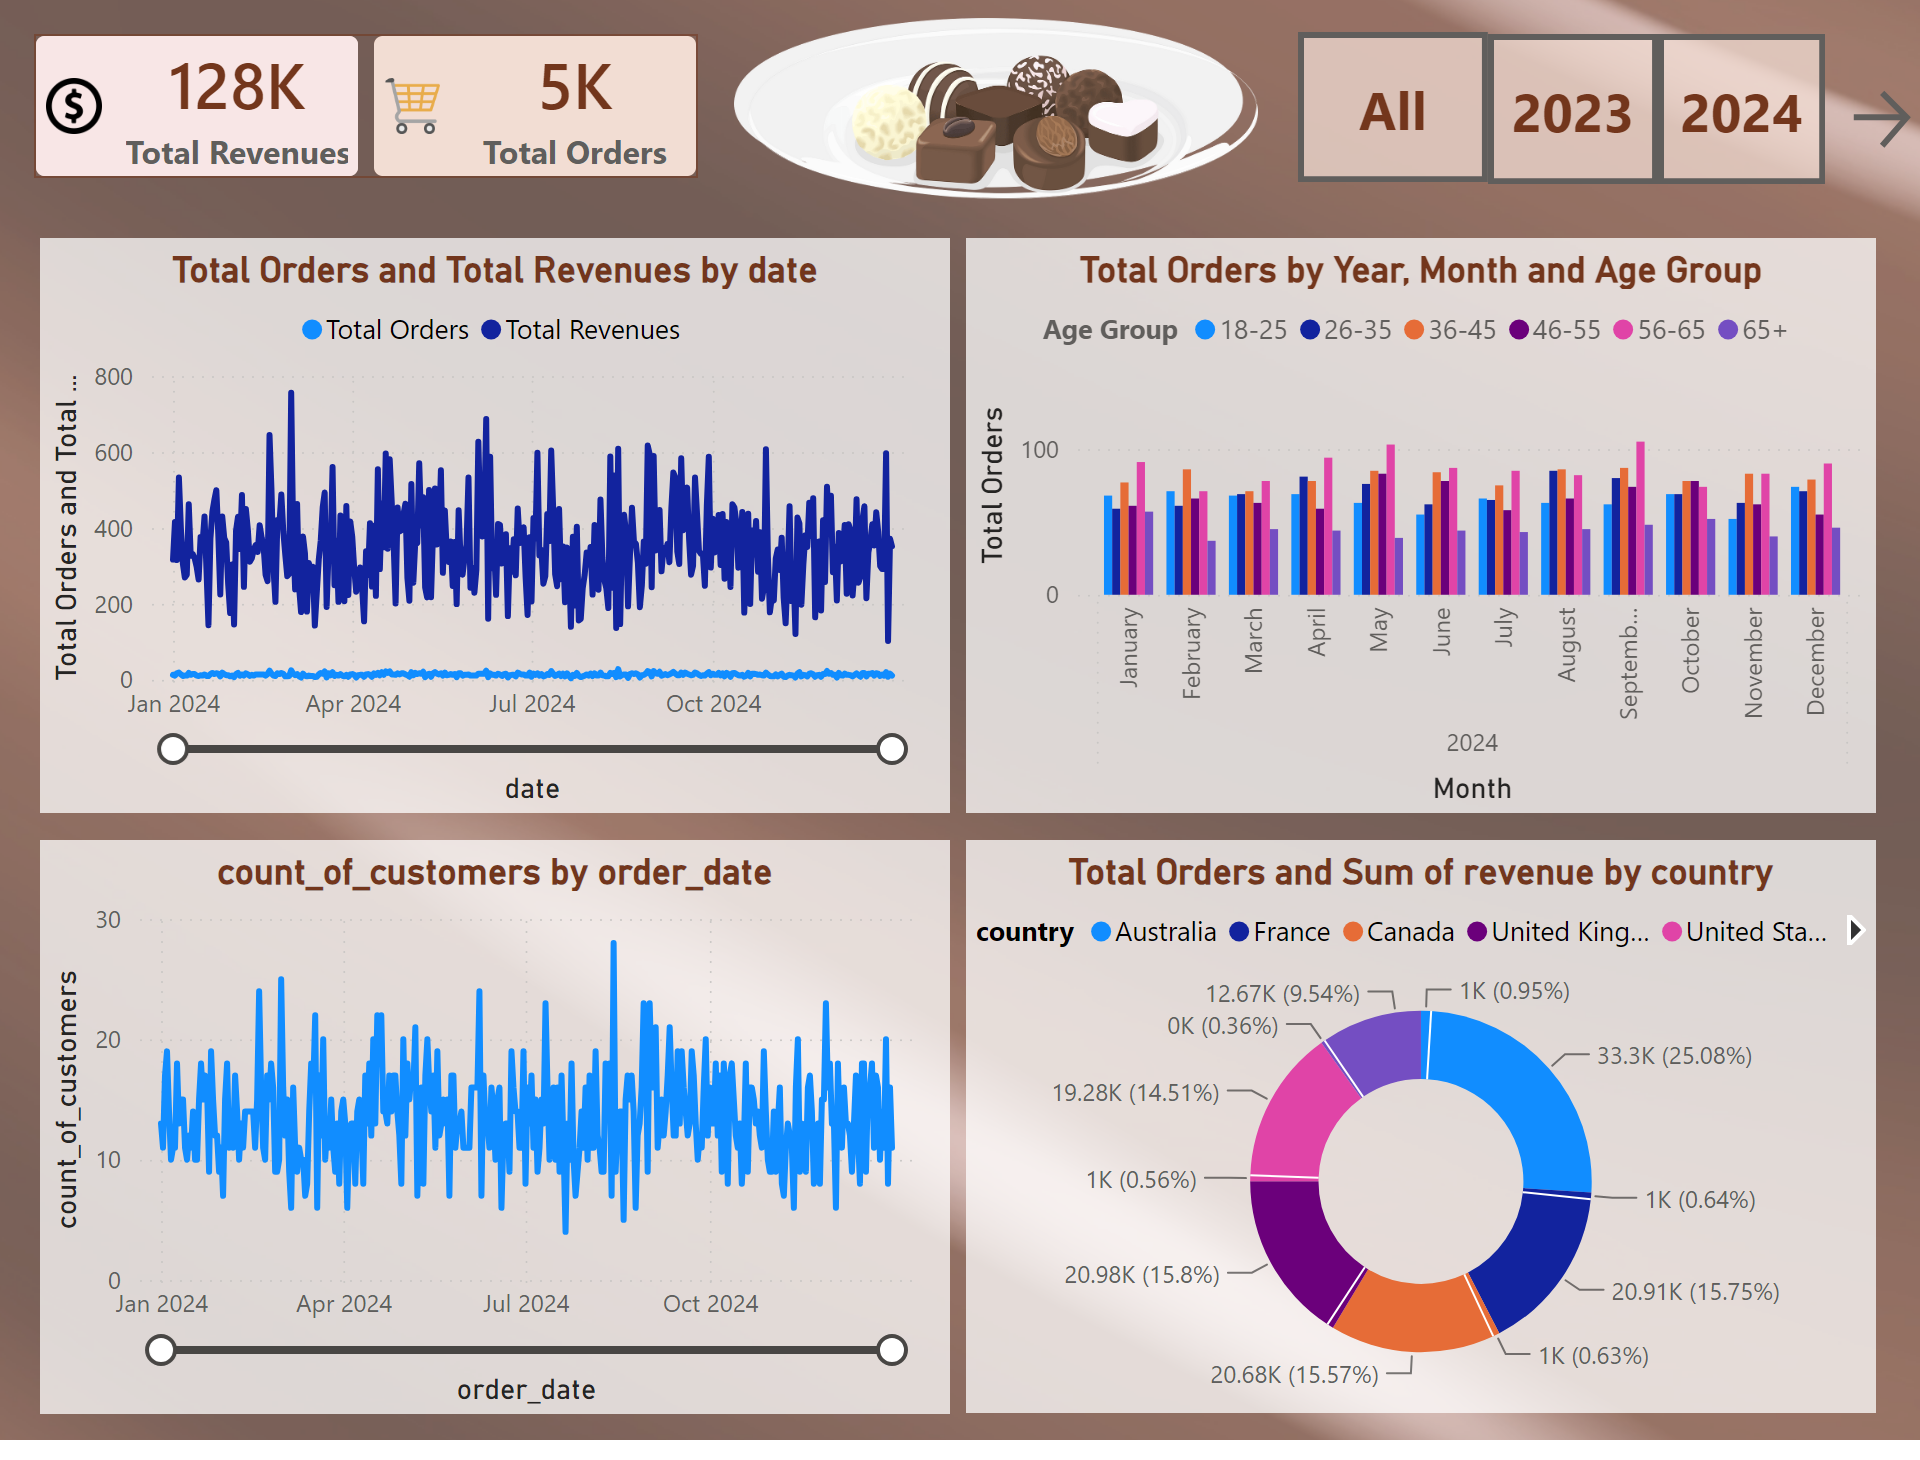 128K
Total Revenues
5K
Total Orders
All
2023
2024
Total Orders and Total Revenues by date
Total Orders
Total Revenues
Total Orders and Total ...
800
600
400
200
0
Jan 2024
Apr 2024
Jul 2024
Oct 2024
date
Total Orders by Year, Month and Age Group
Age Group
18-25
26-35
36-45
46-55
56-65
65+
Total Orders
100
0
January
February
March
April
May
June
July
August
Septemb...
October
November
December
2024
Month
count_of_customers by order_date
count_of_customers
30
20
10
0
Jan 2024
Apr 2024
Jul 2024
Oct 2024
order_date
Total Orders and Sum of revenue by country
country
Australia
France
Canada
United King...
United Sta...
12.67K (9.54%)
1K (0.95%)
0K (0.36%)
33.3K (25.08%)
19.28K (14.51%)
1K (0.56%)
1K (0.64%)
20.98K (15.8%)
20.91K (15.75%)
1K (0.63%)
20.68K (15.57%)